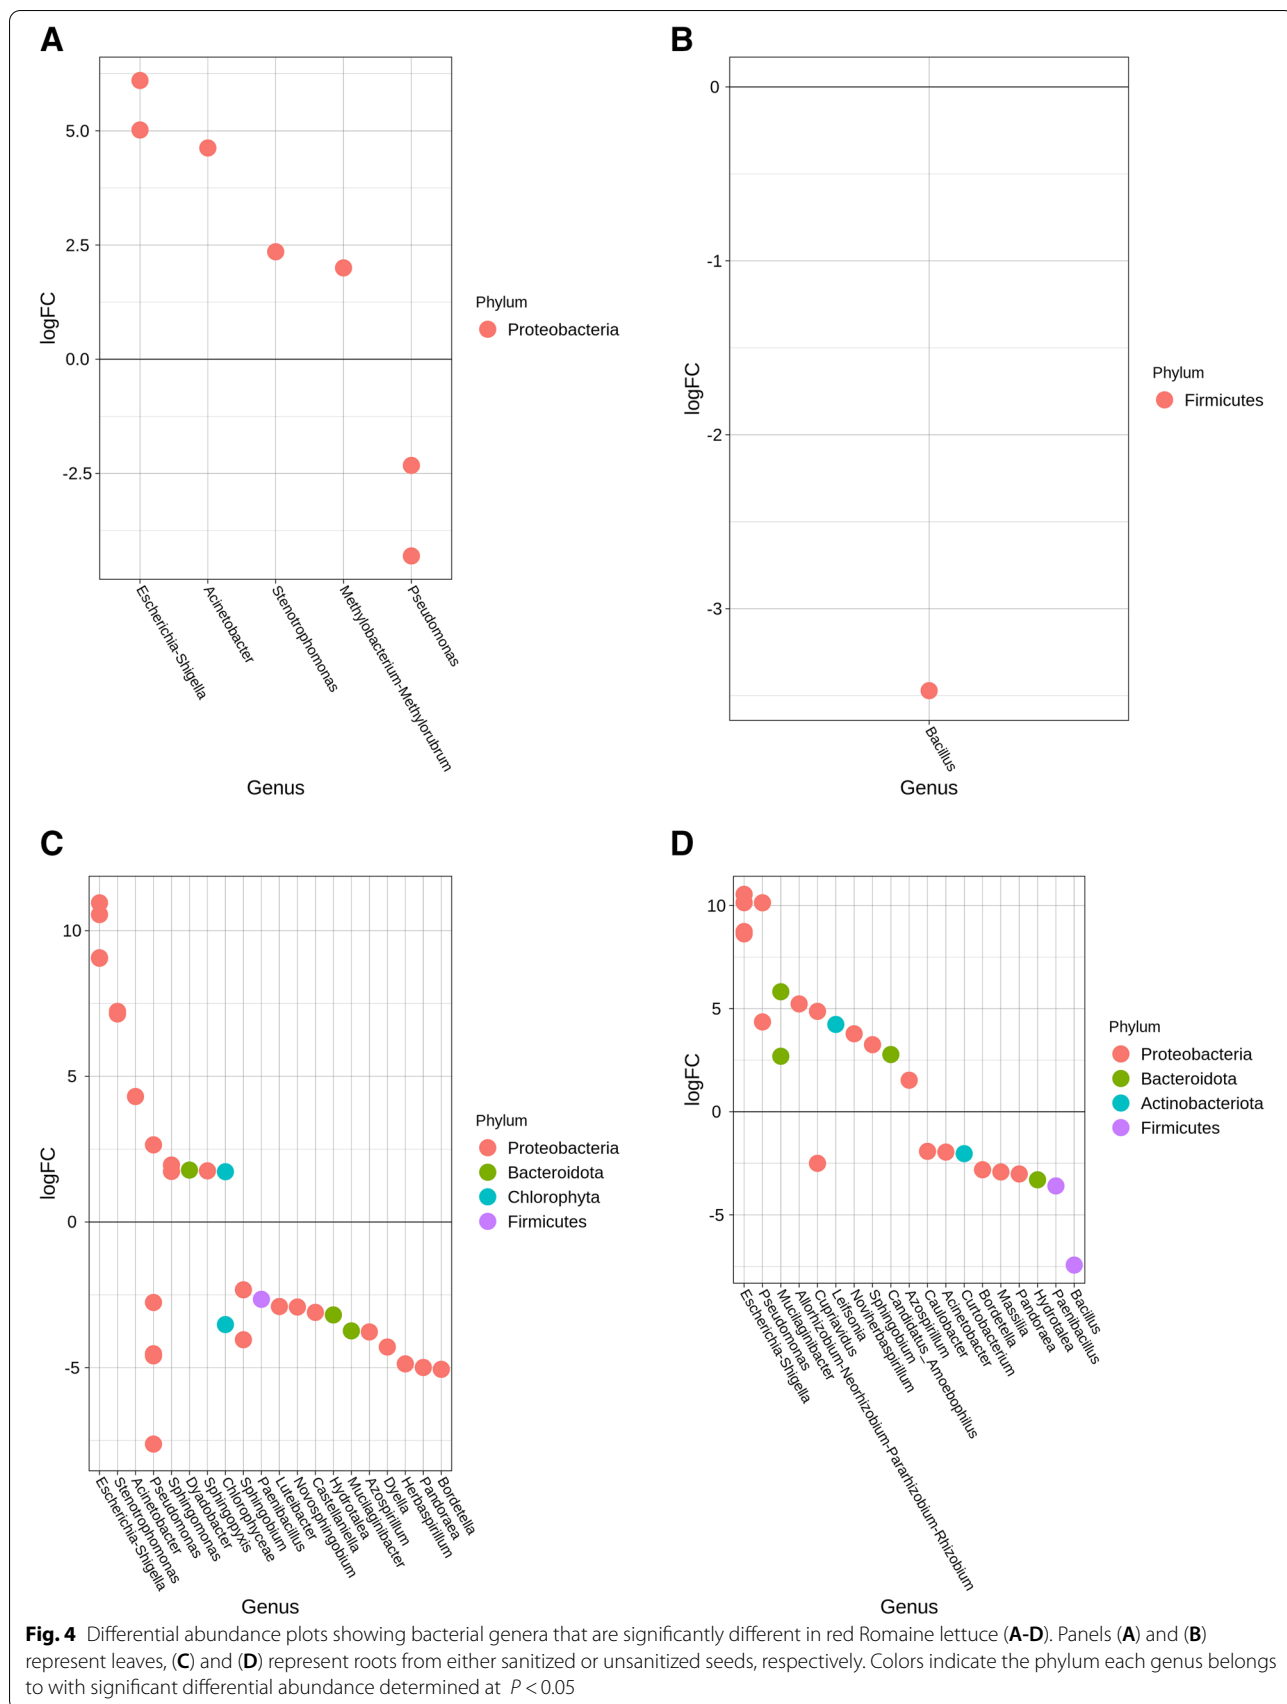 A
5.0
2.5
0.0
-2.5
logFC
Escherichia-Shigella
Acinetobacter
Stenotrophomonas
Methylobacterium-Methylorubrum
Pseudomonas
Genus
Phylum
Proteobacteria
B
0
-1
-2
-3
logFC
Bacillus
Genus
Phylum
Firmicutes
C
10
5
0
-5
logFC
Escherichia-Shigella
Stenotrophomonas
Acinetobacter
Pseudomonas
Sphingomonas
Dyadobacter
Sphingopyxis
Chlorophyceae
Sphingobium
Paenibacillus
Luteibacter
Novosphingobium
Castellaniella
Hydrotalea
Mucilaginibacter
Azospirillum
Dyella
Herbaspirillum
Pandoraea
Bordetella
Genus
Phylum
Proteobacteria
Bacteroidota
Chlorophyta
Firmicutes
D
10
5
0
-5
logFC
Escherichia-Shigella
Pseudomonas
Mucilaginibacter
Allorhizobium-Neorhizobium-Pararhizobium-Rhizobium
Cupriavidus
Leifsonia
Noviherbaspirillum
Sphingobium
Candidatus_Amoebophilus
Azospirillum
Caulobacter
Acinetobacter
Curtobacterium
Bordetella
Massilia
Pandoraea
Hydrotalea
Paenibacillus
Bacillus
Genus
Phylum
Proteobacteria
Bacteroidota
Actinobacteriota
Firmicutes
Fig. 4 Differential abundance plots showing bacterial genera that are significantly different in red Romaine lettuce (A-D). Panels (A) and (B)
represent leaves, (C) and (D) represent roots from either sanitized or unsanitized seeds, respectively. Colors indicate the phylum each genus belongs
to with significant differential abundance determined at P < 0.05